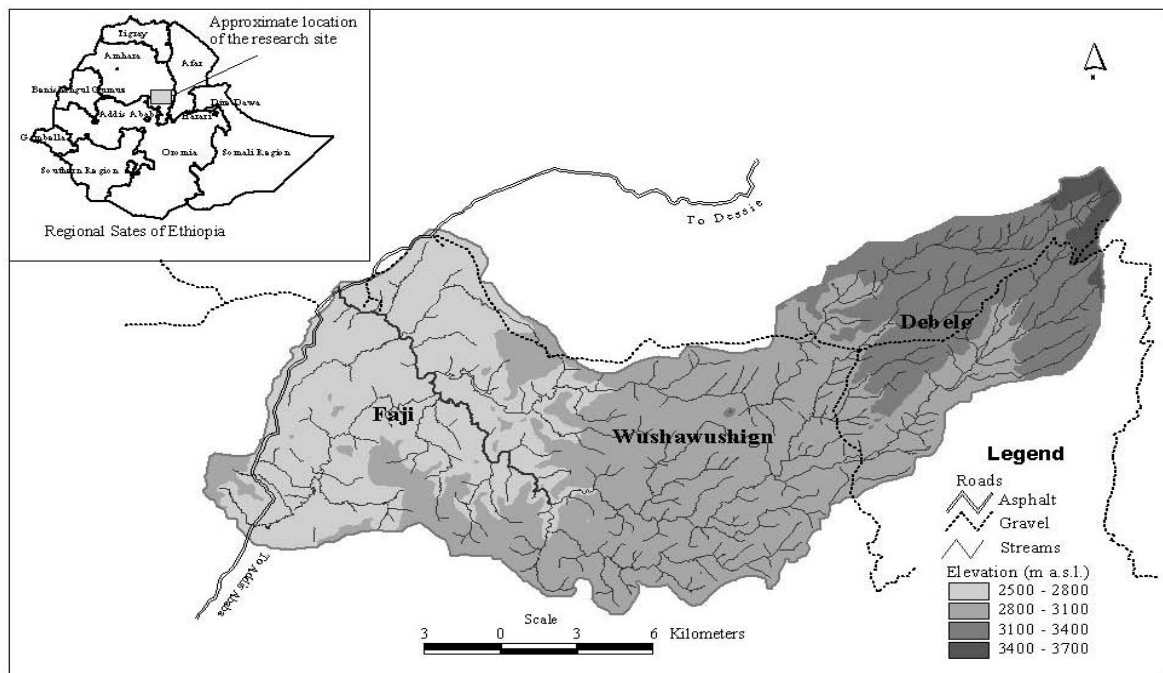 Approximate location
of the research site
Tigray
Amhara
Afar
Benishangul Gumus
Dire Dawa
Addis Ababa
Harari
Gambella
Oromia
Somali Region
Southern Region
Regional Sates of Ethiopia
To Dessie
Debele
Faji
Wushawushign
To Addis Ababa
Legend
Roads
Asphalt
Gravel
Streams
Elevation (m a.s.l.)
2500 - 2800
2800 - 3100
3100 - 3400
3400 - 3700
Scale
3 0 3 6 Kilometers